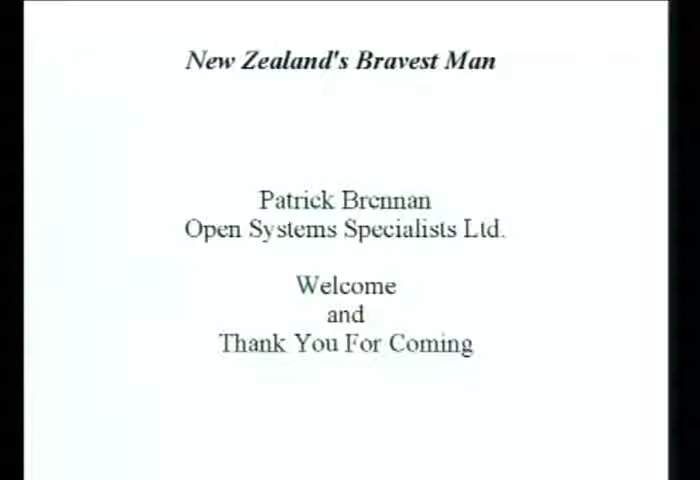 New Zealand's Bravest Man
Patrick Brennan
Open Systems Specialists Ltd.
Welcome
and
Thank You For Coming